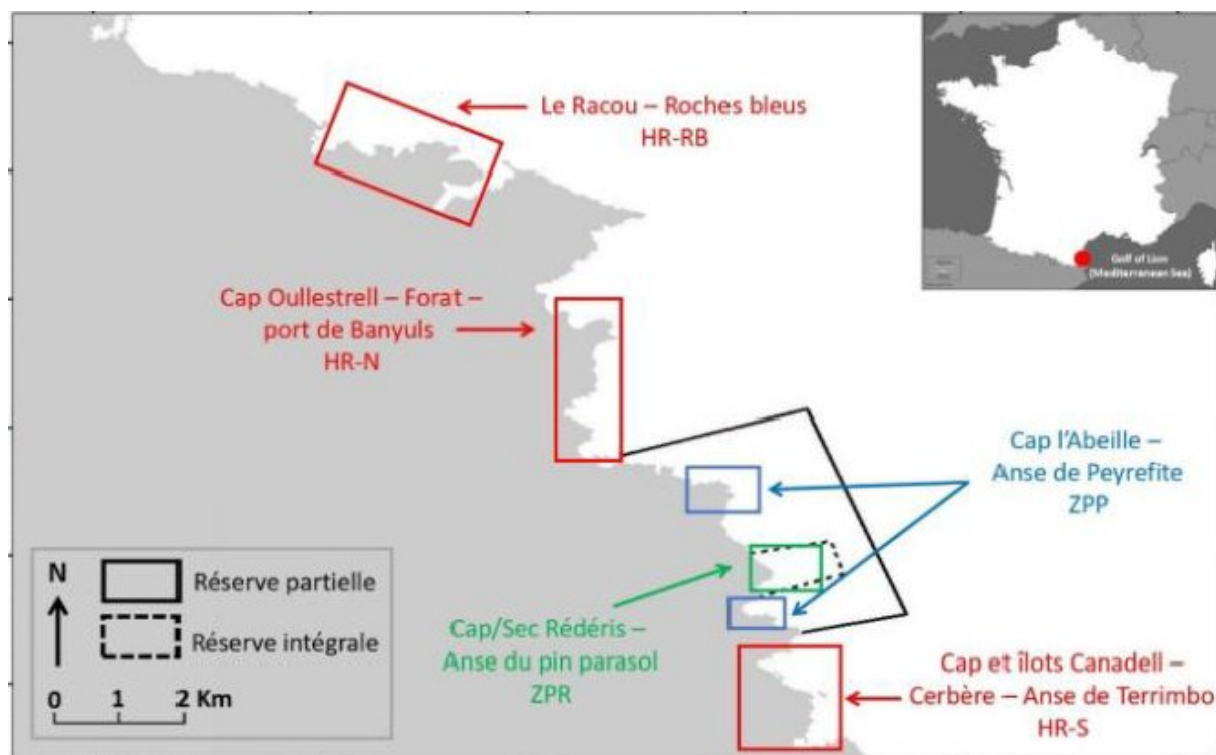 Le Racou – Roches bleus
HR-RB
Golf of Lion
(Mediterranean Sea)
Cap Oullestrell – Forat –
port de Banyuls
HR-N
Cap l'Abeille –
Anse de Peyrefite
ZPP
N
Réserve partielle
Réserve intégrale
0 1 2 Km
Cap/Sec Rédéris –
Anse du pin parasol
ZPR
Cap et îlots Canadell –
Cerbère – Anse de Terrimbo
HR-S